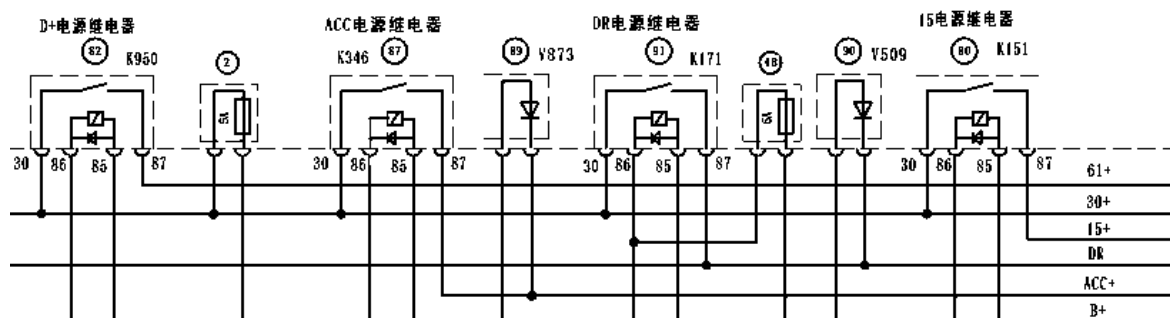 D+电源继电器 ACC电源继电器 DR电源继电器 15电源继电器
82 K950 2 K346 87 89 V873 91 K171 48 90 V509 80 K151
5A 5A
30 86 85 87 30 86 85 87 30 86 85 87 30 86 85 87
61+
30+
15+
DR
ACC+
B+